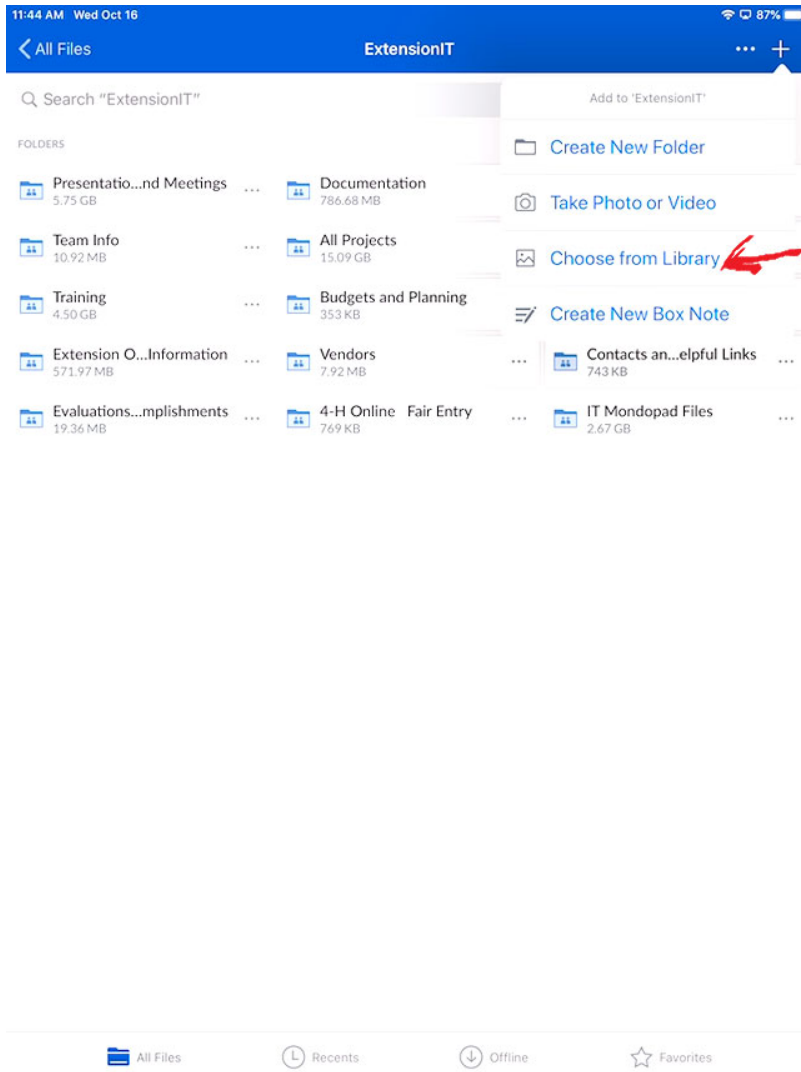 11:44 AM Wed Oct 16
87%
All Files
ExtensionIT
Search “ExtensionIT”
FOLDERS
Add to 'ExtensionIT'
Create New Folder
Take Photo or Video
Choose from Library
Create New Box Note
Presentatio...nd Meetings
5.75 GB
Documentation
786.68 MB
Team Info
10.92 MB
All Projects
15.09 GB
Training
4.50 GB
Budgets and Planning
353 KB
Extension O...Information
571.97 MB
Vendors
7.92 MB
Contacts an...elpful Links
743 KB
Evaluations...mplishments
19.36 MB
4-H Online Fair Entry
769 KB
IT Mondopad Files
2.67 GB
All Files
Recents
Offline
Favorites